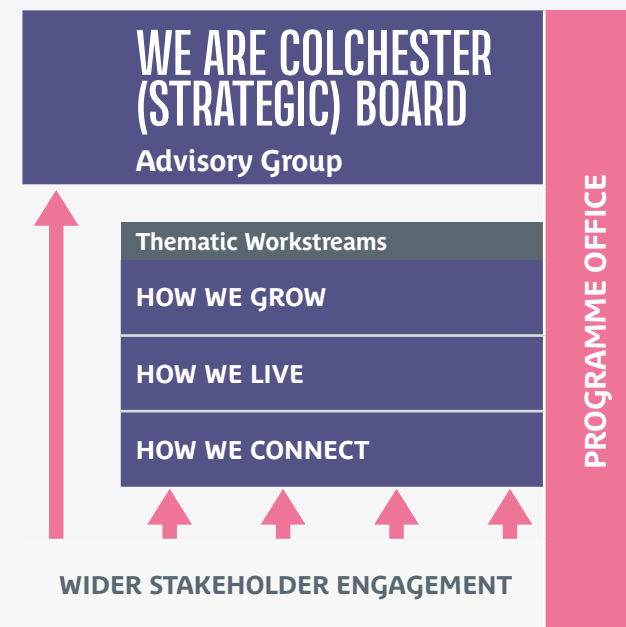 WE ARE COLCHESTER
(STRATEGIC) BOARD
Advisory Group
Thematic Workstreams
HOW WE GROW
HOW WE LIVE
HOW WE CONNECT
WIDER STAKEHOLDER ENGAGEMENT
PROGRAMME OFFICE